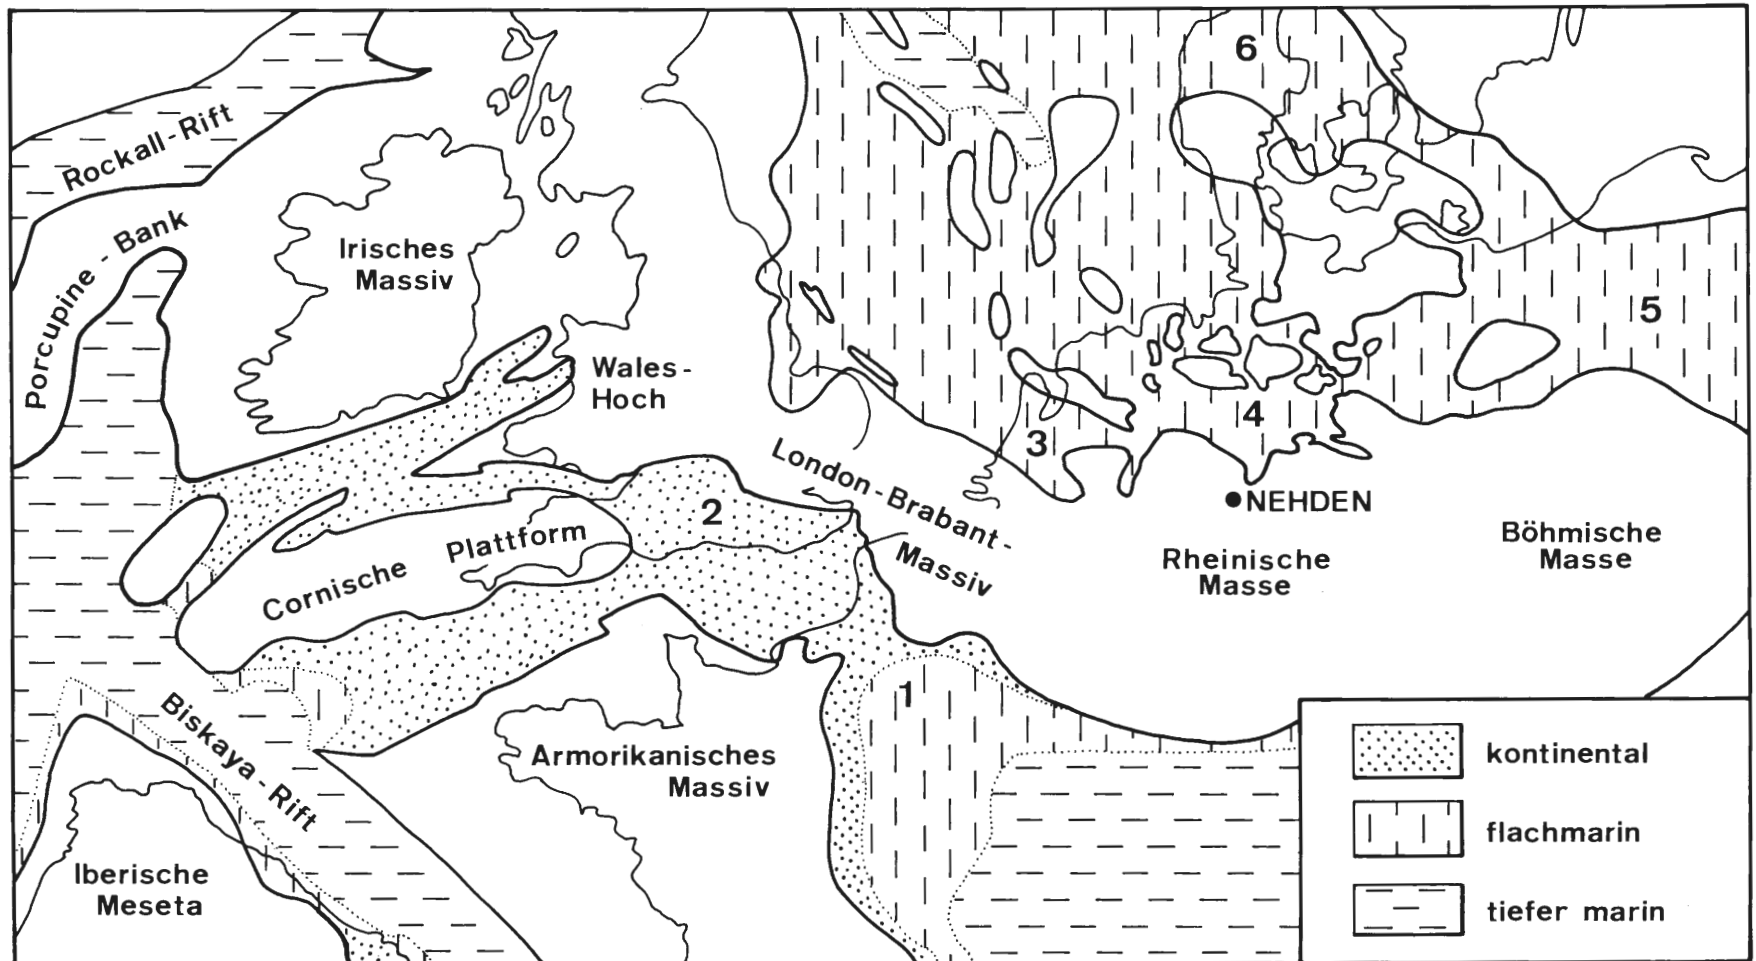 6
Rockall-Rift
Porcupine - Bank
Irisches
Massiv
5
Wales-
Hoch
4
3
London-Brabant-
Massiv
NEHDEN
2
Cornische Plattform
Rheinische
Masse
Böhmische
Masse
1
Biskaya-Rift
Armorikanisches
Massiv
Iberische
Meseta
kontinental
flachmarin
tiefer marin